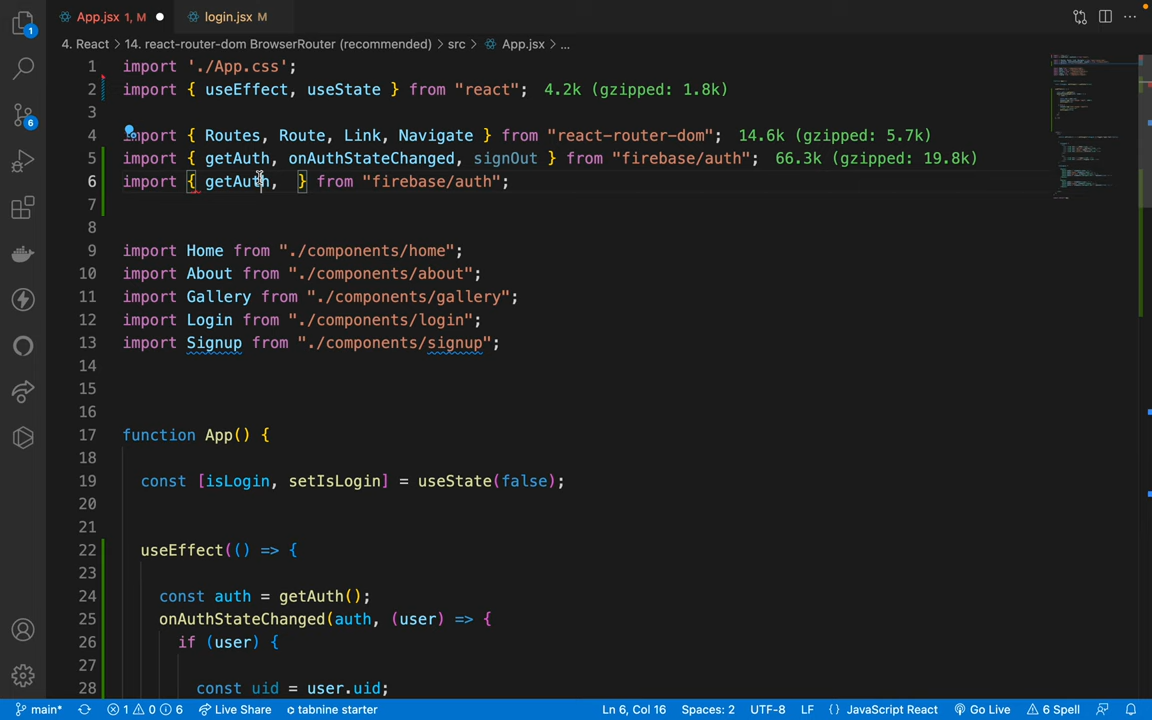 App.jsx 1, M
login.jsx M
4. React > 14. react-router-dom BrowserRouter (recommended) > src > App.jsx > ...
1 import './App.css';
2 import { useEffect, useState } from "react"; 4.2k (gzipped: 1.8k)
3
4 import { Routes, Route, Link, Navigate } from "react-router-dom"; 14.6k (gzipped: 5.7k)
5 import { getAuth, onAuthStateChanged, signOut } from "firebase/auth"; 66.3k (gzipped: 19.8k)
6 import { getAuth,  } from "firebase/auth";
7
8
9 import Home from "./components/home";
10 import About from "./components/about";
11 import Gallery from "./components/gallery";
12 import Login from "./components/login";
13 import Signup from "./components/signup";
14
15
16
17 function App() {
18
19 const [isLogin, setIsLogin] = useState(false);
20
21
22 useEffect(() => {
23
24 const auth = getAuth();
25 onAuthStateChanged(auth, (user) => {
26 if (user) {
27
28 const uid = user.uid;
1
6
main* 1 0 6 Live Share tabnine starter Ln 6, Col 16 Spaces: 2 UTF-8 LF {} JavaScript React Go Live 6 Spell